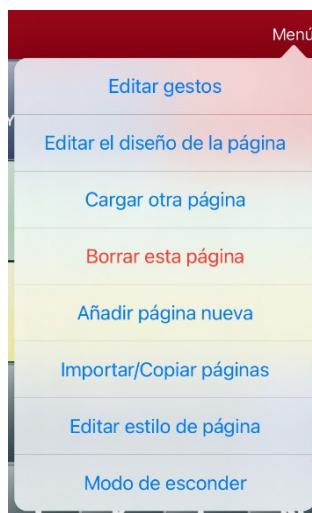 Menú
Editar gestos
Editar el diseño de la página
Cargar otra página
Borrar esta página
Añadir página nueva
Importar/Copiar páginas
Editar estilo de página
Modo de esconder